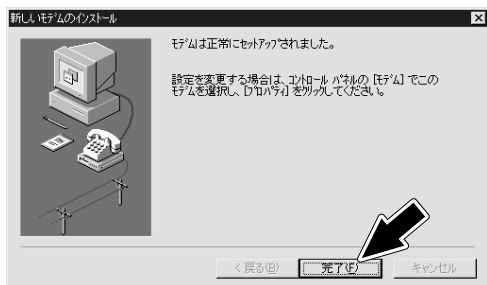 新しいモデムのインストール
モデムは正常にセットアップされました。
設定を変更する場合は、コントロール パネルの [モデム] でこの
モデムを選択し、[プロパティ] をクリックしてください。
< 戻る(B)
完了(F)
キャンセル